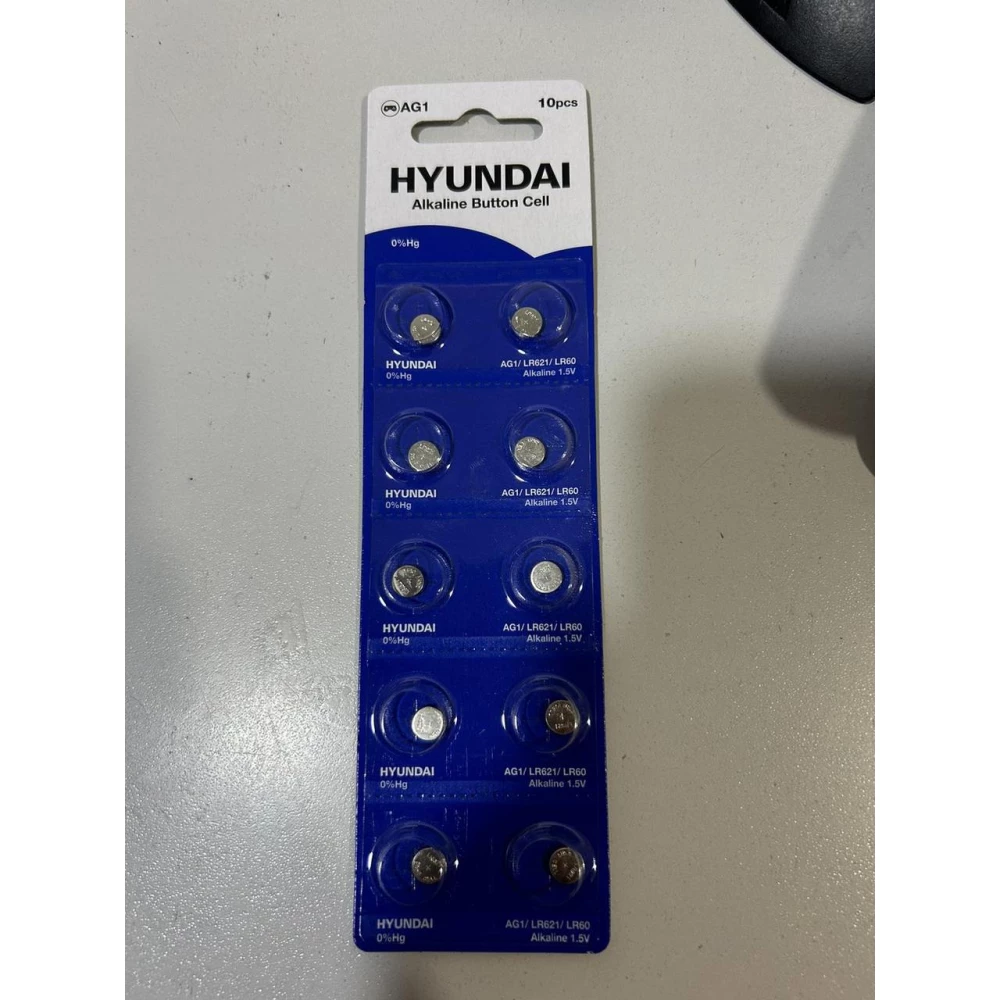 AG1
10pcs
HYUNDAI
Alkaline Button Cell
0%Hg
HYUNDAI
0%Hg
AG1/ LR621/ LR60
Alkaline 1.5V
HYUNDAI
0%Hg
AG1/ LR621/ LR60
Alkaline 1.5V
HYUNDAI
0%Hg
AG1/ LR621/ LR60
Alkaline 1.5V
HYUNDAI
0%Hg
AG1/ LR621/ LR60
Alkaline 1.5V
HYUNDAI
0%Hg
AG1/ LR621/ LR60
Alkaline 1.5V